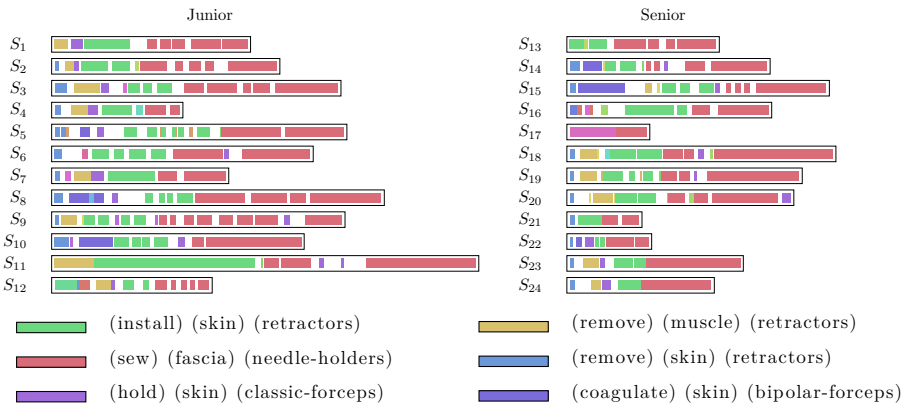 Junior Senior
S1 S13
S2 S14
S3 S15
S4 S16
S5 S17
S6 S18
S7 S19
S8 S20
S9 S21
S10 S22
S11 S23
S12 S24
(install) (skin) (retractors) (remove) (muscle) (retractors)
(sew) (fascia) (needle-holders) (remove) (skin) (retractors)
(hold) (skin) (classic-forceps) (coagulate) (skin) (bipolar-forceps)